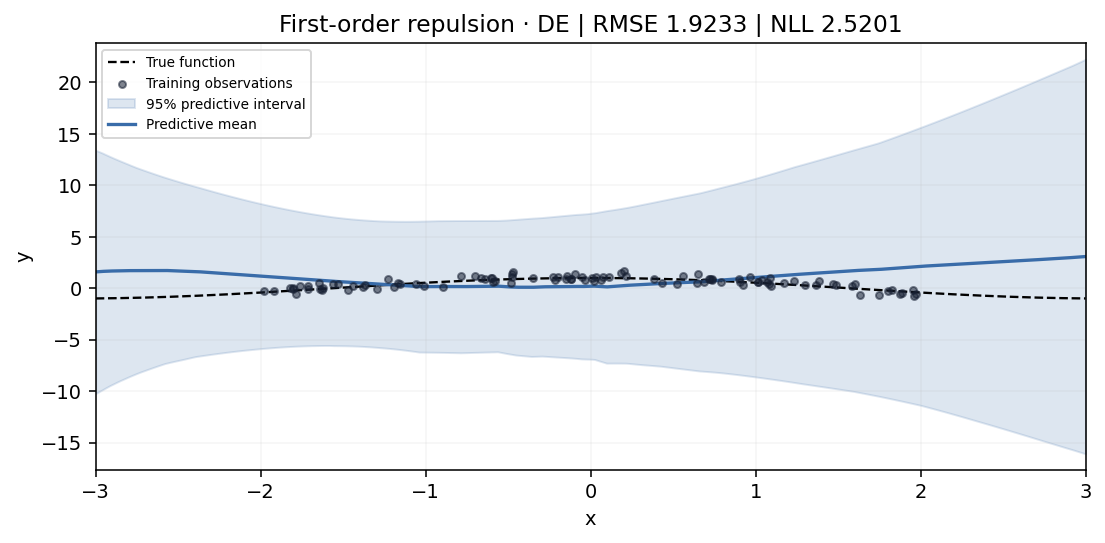 First-order repulsion · DE | RMSE 1.9233 | NLL 2.5201
True function
Training observations
95% predictive interval
Predictive mean
20
15
10
5
0
−5
−10
−15
y
−3
−2
−1
0
1
2
3
x